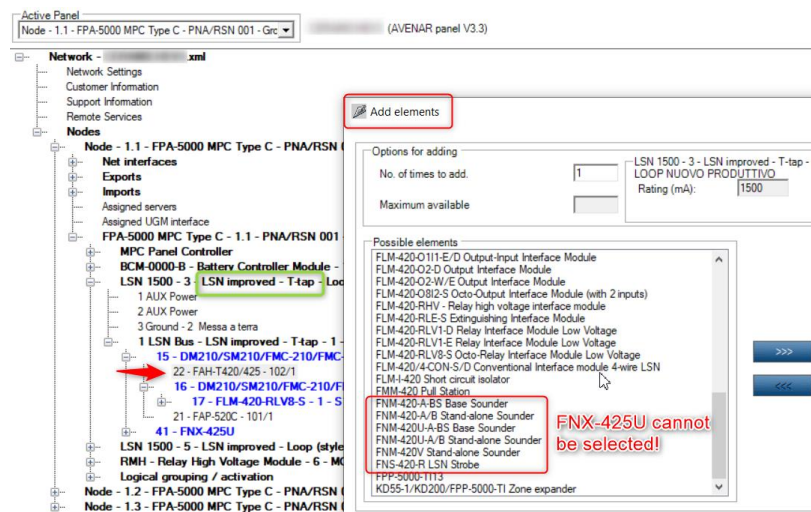 Active Panel
Node - 1.1 - FPA-5000 MPC Type C - PNA/RSN 001 - Grc
(AVENAR panel V3.3)
Network - .xml
Network Settings
Customer Information
Support Information
Remote Services
Nodes
Node - 1.1 - FPA-5000 MPC Type C - PNA/RSN
Net interfaces
Exports
Imports
Assigned servers
Assigned UGM interface
FPA-5000 MPC Type C - 1.1 - PNA/RSN 001
MPC Panel Controller
BCM-0000-B - Battery Controller Module -
LSN 1500 - 3 - LSN improved - T-tap - Loo
1 AUX Power
2 AUX Power
3 Ground - 2 Messa a terra
1 LSN Bus - LSN improved - T-tap - 1 -
15 - DM210/SM210/FMC-210/FMC-
22 - FAH-T420/425 - 102/1
16 - DM210/SM210/FMC-210/F
17 - FLM-420-RLV8-S - 1 - S
21 - FAP-520C - 101/1
41 - FNX-425U
LSN 1500 - 5 - LSN improved - Loop (style
RMH - Relay High Voltage Module - 6 - MO
Logical grouping / activation
Node - 1.2 - FPA-5000 MPC Type C - PNA/RSN
Node - 1.3 - FPA-5000 MPC Type C - PNA/RSN
Add elements
Options for adding
No. of times to add.
1
Maximum available
LSN 1500 - 3 - LSN improved - T-tap -
LOOP NUOVO PRODUTTIVO
Rating (mA):
1500
Possible elements
FLM-420-O1I1-E/D Output-Input Interface Module
FLM-420-O2-D Output Interface Module
FLM-420-O2-W/E Output Interface Module
FLM-420-O8I2-S Octo-Output Interface Module (with 2 inputs)
FLM-420-RHV - Relay high voltage interface module
FLM-420-RLE-S Extinguishing Interface Module
FLM-420-RLV1-D Relay Interface Module Low Voltage
FLM-420-RLV1-E Relay Interface Module Low Voltage
FLM-420-RLV8-S Octo-Relay Interface Module Low Voltage
FLM-420/4-CON-S/D Conventional Interface module 4-wire LSN
FLM-I-420 Short circuit isolator
FMM-420 Pull Station
FNM-420-A-BS Base Sounder
FNM-420-A/B Stand-alone Sounder
FNM-420U-A-BS Base Sounder
FNM-420U-A/B Stand-alone Sounder
FNM-420V Stand-alone Sounder
FNS-420-R LSN Strobe
FPP-5000-TI13
KD55-1/KD200/FPP-5000-TI Zone expander
FNX-425U cannot
be selected!
>>>
<<<